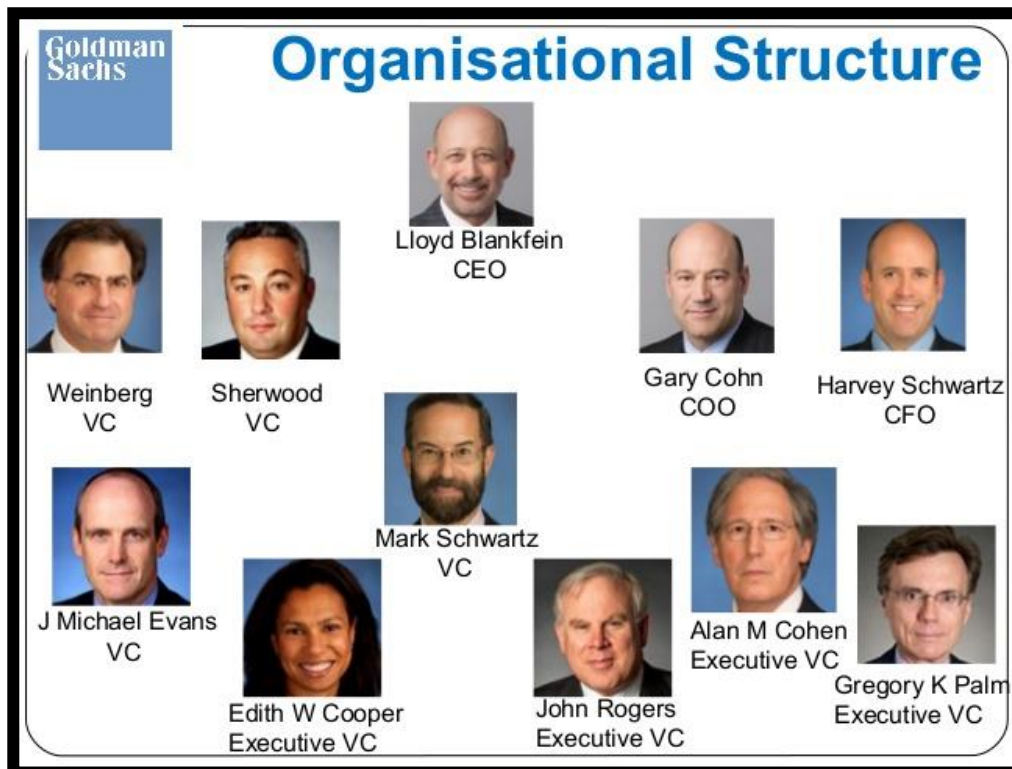 Goldman
Sachs
Organisational Structure
Lloyd Blankfein
CEO
Weinberg
VC
Sherwood
VC
Gary Cohn
COO
Harvey Schwartz
CFO
Mark Schwartz
VC
J Michael Evans
VC
Edith W Cooper
Executive VC
John Rogers
Executive VC
Alan M Cohen
Executive VC
Gregory K Palm
Executive VC